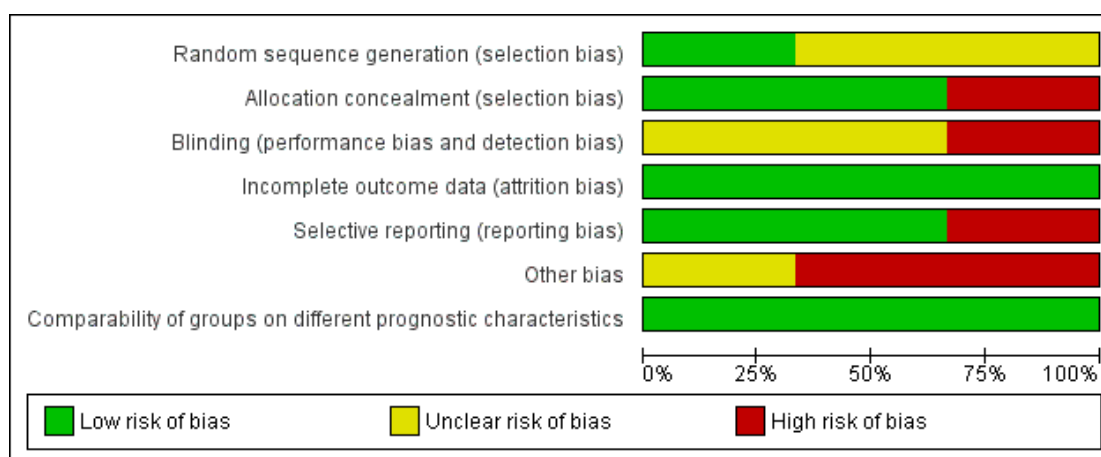 Random sequence generation (selection bias)
Allocation concealment (selection bias)
Blinding (performance bias and detection bias)
Incomplete outcome data (attrition bias)
Selective reporting (reporting bias)
Other bias
Comparability of groups on different prognostic characteristics
0% 25% 50% 75% 100%
Low risk of bias Unclear risk of bias High risk of bias